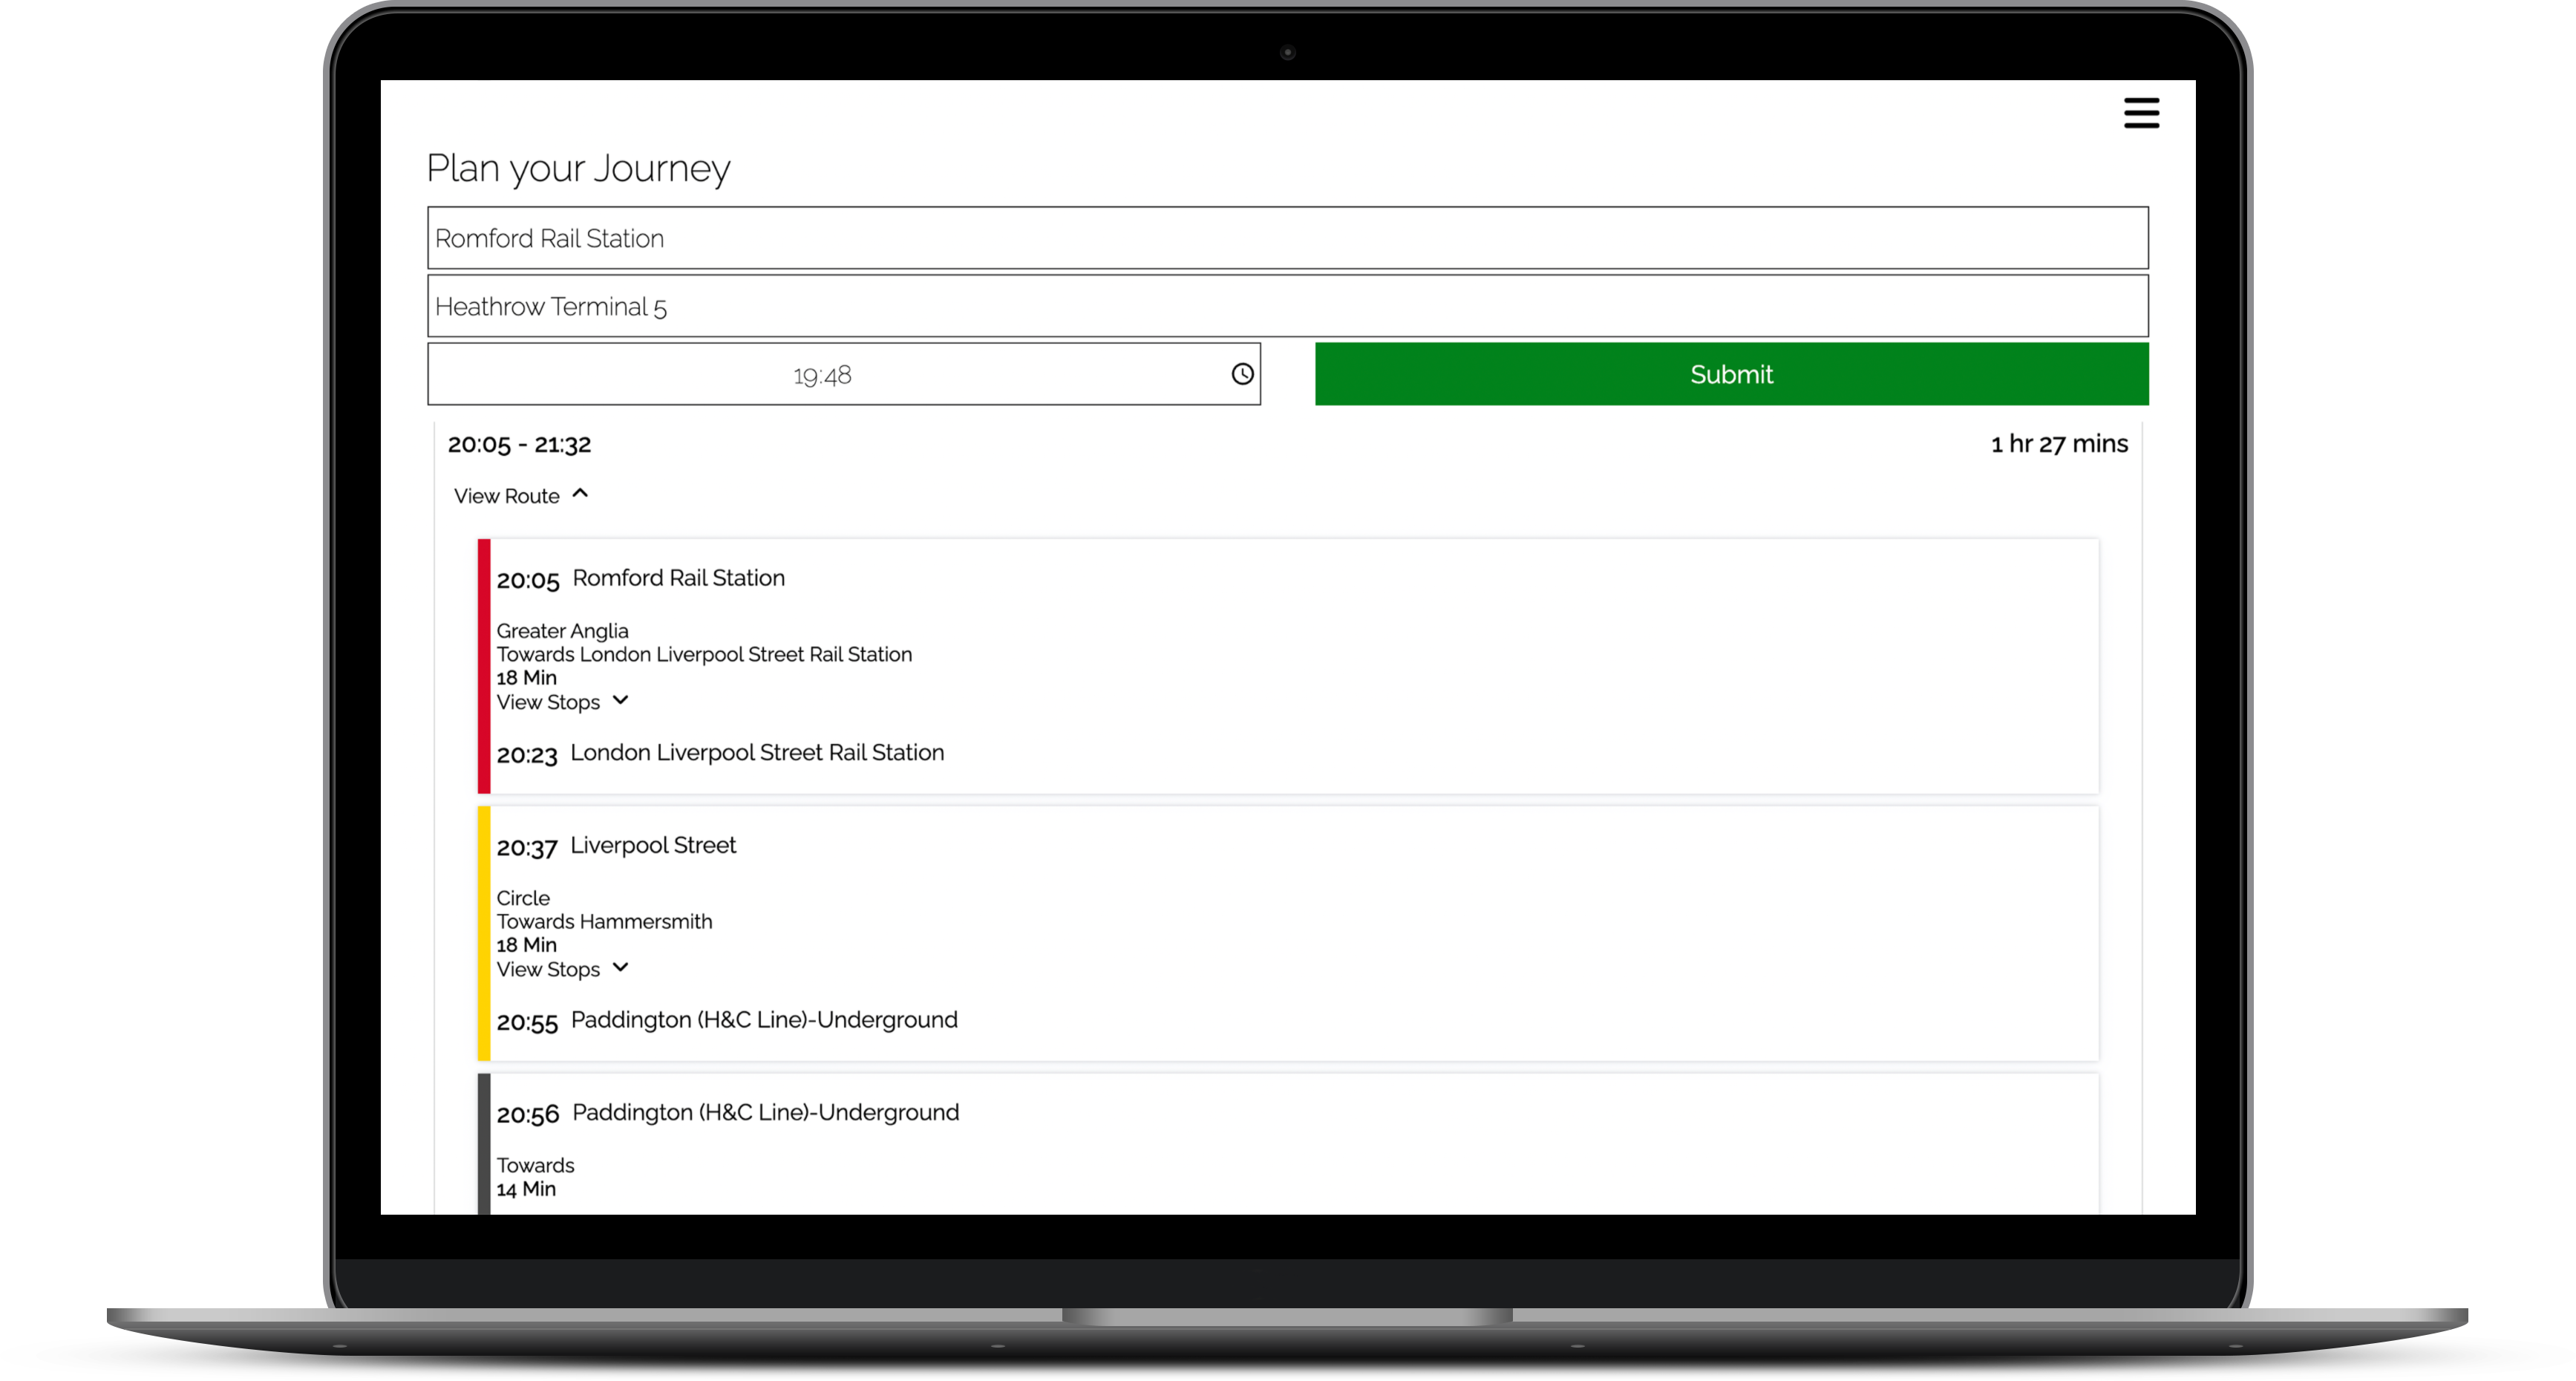 Plan your Journey
Romford Rail Station
Heathrow Terminal 5
19:48
Submit
20:05 - 21:32
1 hr 27 mins
View Route
20:05 Romford Rail Station
Greater Anglia
Towards London Liverpool Street Rail Station
18 Min
View Stops
20:23 London Liverpool Street Rail Station
20:37 Liverpool Street
Circle
Towards Hammersmith
18 Min
View Stops
20:55 Paddington (H&C Line)-Underground
20:56 Paddington (H&C Line)-Underground
Towards
14 Min